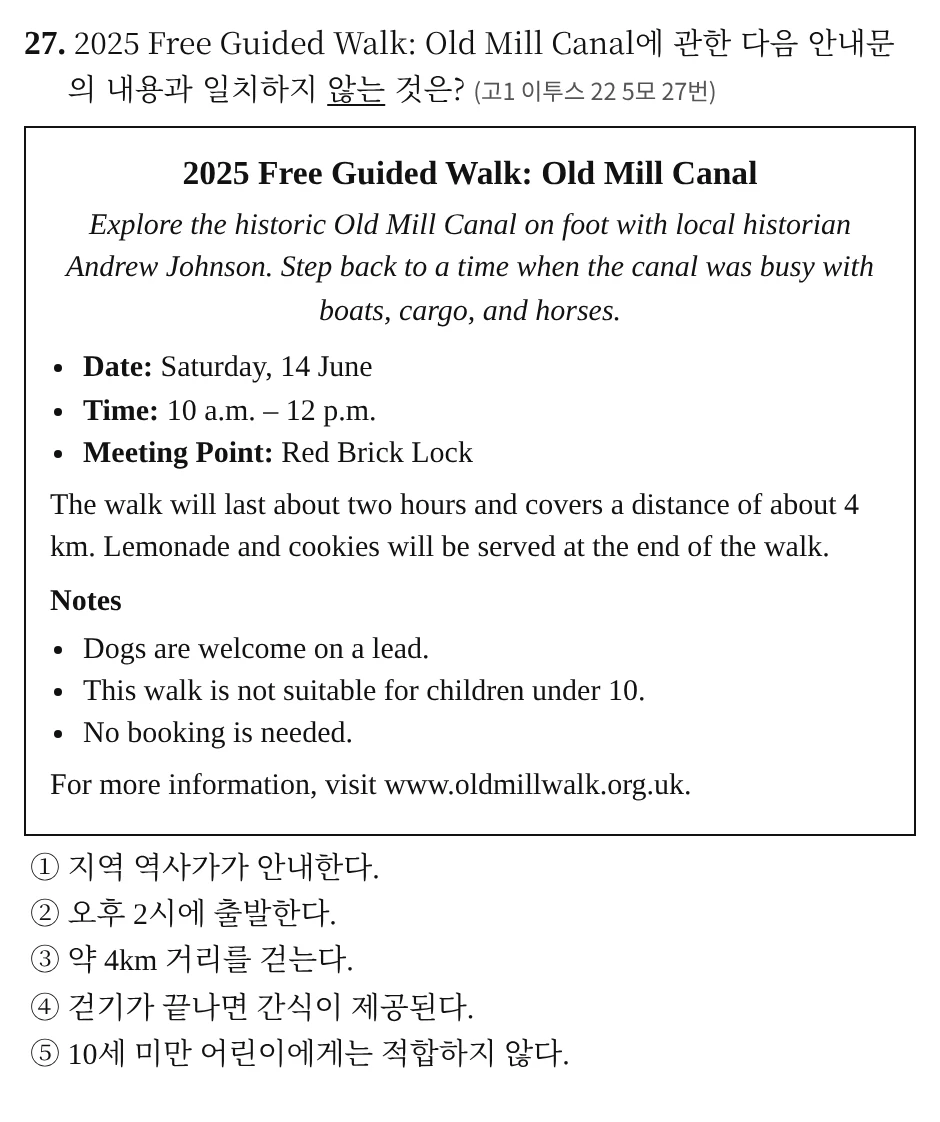 27. 2025 Free Guided Walk: Old Mill Canal에 관한 다음 안내문
의 내용과 일치하지 않는 것은? (고1 이투스 22 5모 27번)
2025 Free Guided Walk: Old Mill Canal
Explore the historic Old Mill Canal on foot with local historian
Andrew Johnson. Step back to a time when the canal was busy with
boats, cargo, and horses.
• Date: Saturday, 14 June
• Time: 10 a.m. – 12 p.m.
• Meeting Point: Red Brick Lock
The walk will last about two hours and covers a distance of about 4
km. Lemonade and cookies will be served at the end of the walk.
Notes
• Dogs are welcome on a lead.
• This walk is not suitable for children under 10.
• No booking is needed.
For more information, visit www.oldmillwalk.org.uk.
① 지역 역사가가 안내한다.
② 오후 2시에 출발한다.
③ 약 4km 거리를 걷는다.
④ 걷기가 끝나면 간식이 제공된다.
⑤ 10세 미만 어린이에게는 적합하지 않다.